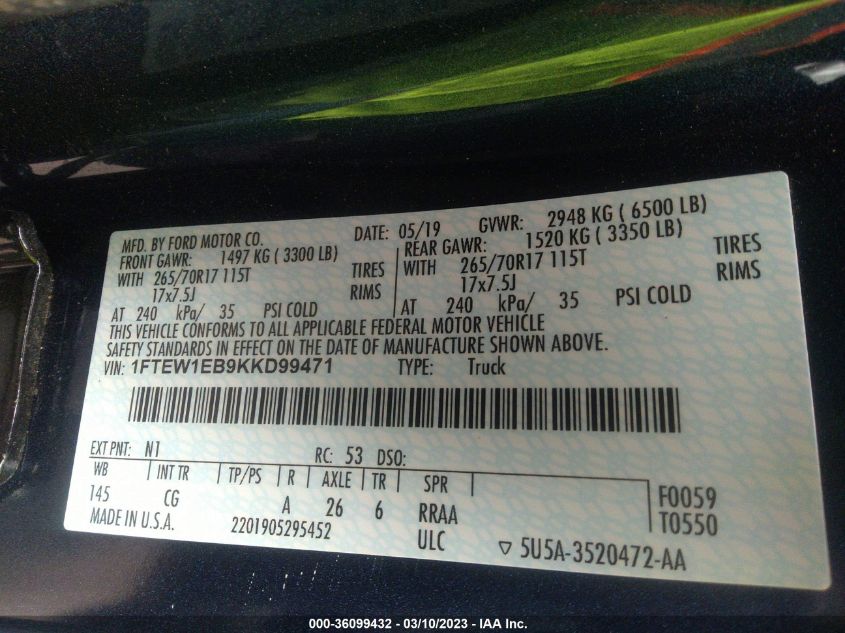 MFD. BY FORD MOTOR CO. DATE: 05/19 GVWR: 2948 KG ( 6500 LB)
FRONT GAWR: 1497 KG ( 3300 LB) REAR GAWR: 1520 KG ( 3350 LB)
WITH 265/70R17 115T TIRES WITH 265/70R17 115T TIRES
17x7.5J RIMS 17x7.5J RIMS
AT 240 kPa/ 35 PSI COLD AT 240 kPa/ 35 PSI COLD
THIS VEHICLE CONFORMS TO ALL APPLICABLE FEDERAL MOTOR VEHICLE
SAFETY STANDARDS IN EFFECT ON THE DATE OF MANUFACTURE SHOWN ABOVE.
VIN: 1FTEW1EB9KKD99471 TYPE: Truck
EXT PNT: N1 RC: 53 DSO:
WB INT TR TP/PS R AXLE TR SPR
145 CG A 26 6 RRAA F0059
MADE IN U.S.A. 2201905295452 ULC T0550
▽ 5U5A-3520472-AA
000-36099432 - 03/10/2023 - IAA Inc.